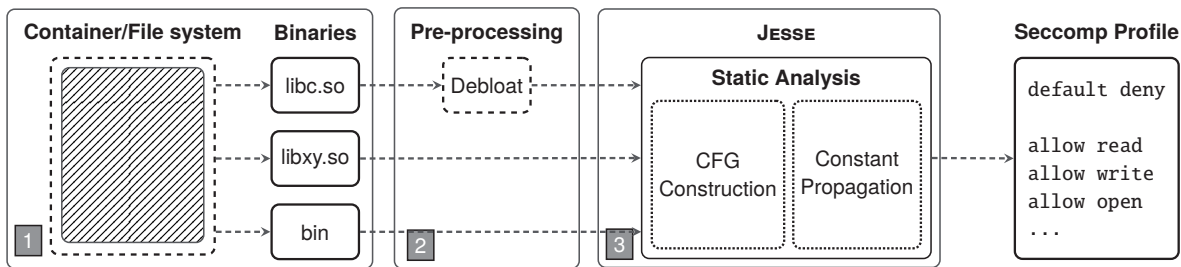 Container/File system
Binaries
libc.so
libxy.so
bin
1
Pre-processing
Debloat
2
JESSE
Static Analysis
CFG
Construction
Constant
Propagation
3
Seccomp Profile
default deny
allow read
allow write
allow open
...